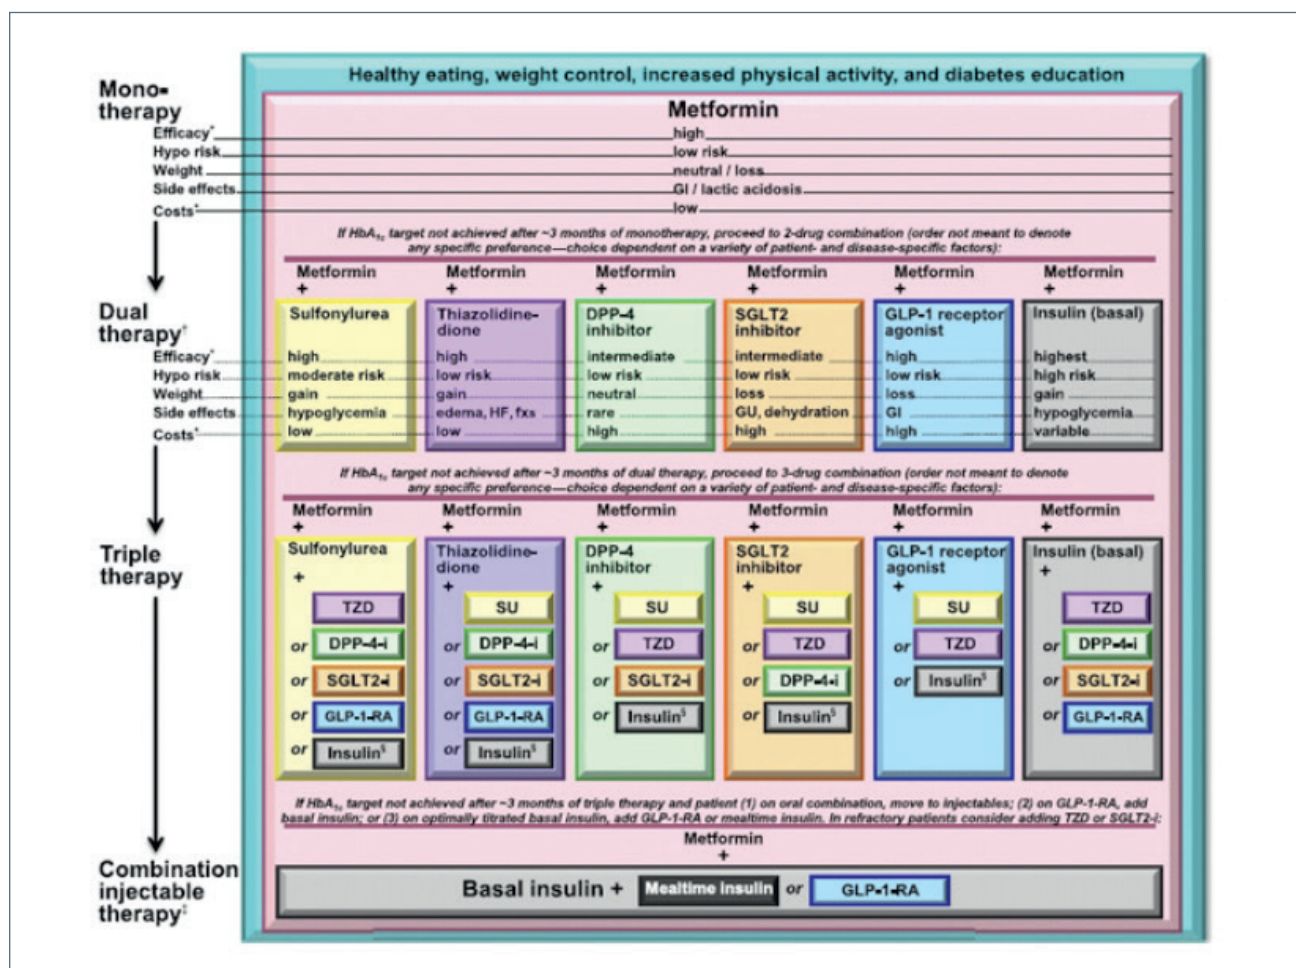 Healthy eating, weight control, increased physical activity, and diabetes education
Mono-
therapy
Metformin
Efficacy* high
Hypo risk low risk
Weight neutral / loss
Side effects GI / lactic acidosis
Costs* low
If HbA1c target not achieved after ~3 months of monotherapy, proceed to 2-drug combination (order not meant to denote
any specific preference—choice dependent on a variety of patient- and disease-specific factors):
Metformin Metformin Metformin Metformin Metformin Metformin
+ + + + + +
Dual
therapy†
Sulfonylurea Thiazolidine- DPP-4 SGLT2 GLP-1 receptor Insulin (basal)
dione inhibitor inhibitor agonist
Efficacy* high high intermediate intermediate high highest
Hypo risk moderate risk low risk low risk low risk low risk high risk
Weight gain gain neutral loss loss gain
Side effects hypoglycemia edema, HF, fxs rare GU, dehydration GI hypoglycemia
Costs* low low high high high variable
If HbA1c target not achieved after ~3 months of dual therapy, proceed to 3-drug combination (order not meant to denote
any specific preference—choice dependent on a variety of patient- and disease-specific factors):
Metformin Metformin Metformin Metformin Metformin Metformin
+ + + + + +
Triple
therapy
Sulfonylurea Thiazolidine- DPP-4 SGLT2 GLP-1 receptor Insulin (basal)
dione inhibitor inhibitor agonist
+ + + + + +
TZD SU SU SU SU TZD
or DPP-4-i or DPP-4-i or TZD or TZD or TZD or DPP-4-i
or SGLT2-i or SGLT2-i or SGLT2-i or DPP-4-i or Insulin§ or SGLT2-i
or GLP-1-RA or GLP-1-RA or Insulin§ or Insulin§ or GLP-1-RA
or Insulin§ or Insulin§
If HbA1c target not achieved after ~3 months of triple therapy and patient (1) on oral combination, move to injectables; (2) on GLP-1-RA, add
basal insulin; or (3) on optimally titrated basal insulin, add GLP-1-RA or mealtime insulin. In refractory patients consider adding TZD or SGLT2-i:
Metformin
+
Combination
injectable
therapy‡
Basal insulin + Mealtime insulin or GLP-1-RA